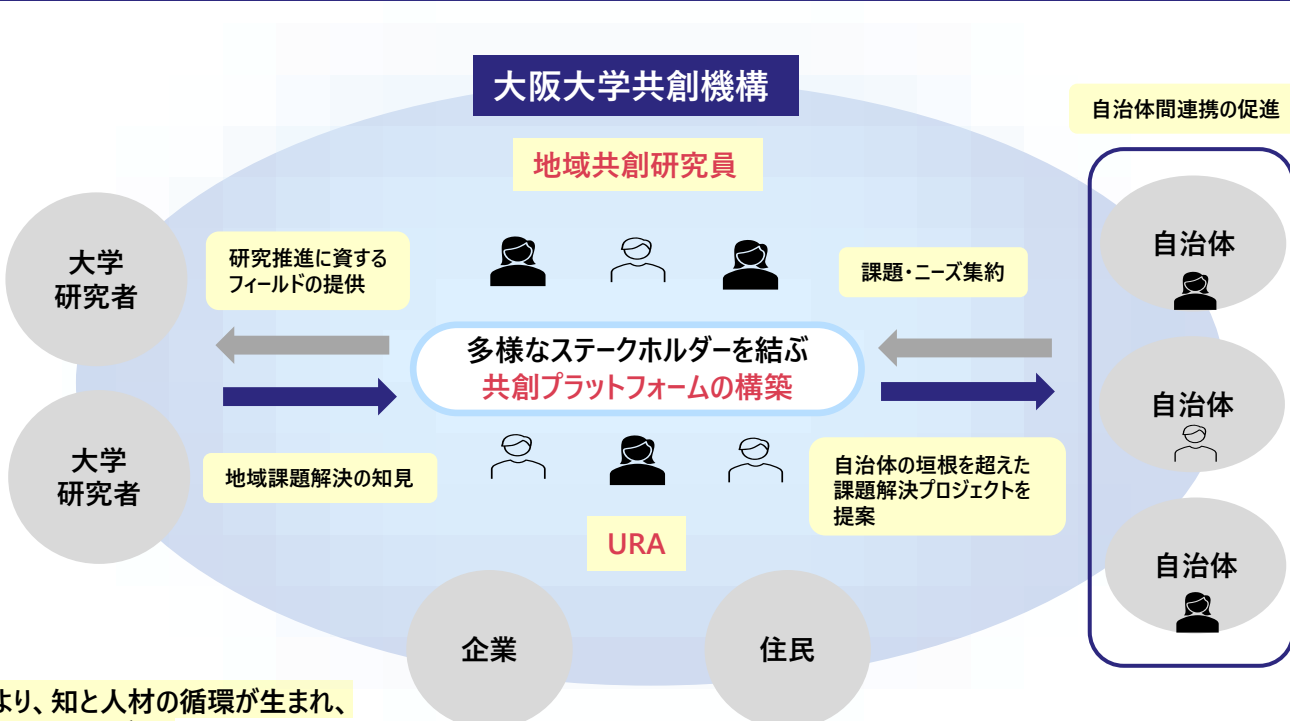 大阪大学共創機構
自治体間連携の促進
地域共創研究員
大学
研究者
研究推進に資する
フィールドの提供
課題・ニーズ集約
自治体
多様なステークホルダーを結ぶ
共創プラットフォームの構築
自治体
大学
研究者
地域課題解決の知見
自治体の垣根を超えた
課題解決プロジェクトを
提案
URA
自治体
企業
住民
より、知と人材の循環が生まれ、